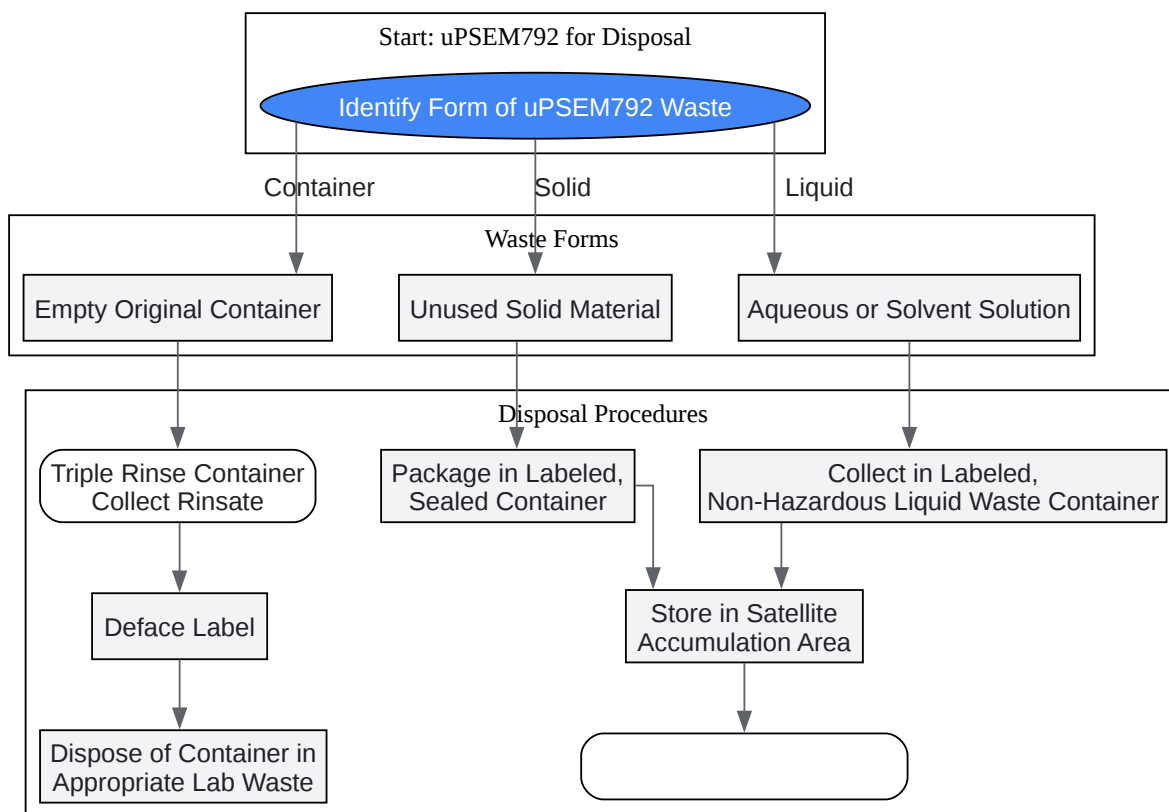 Start: uPSEM792 for Disposal
Identify Form of uPSEM792 Waste
Container
Solid
Liquid
Waste Forms
Empty Original Container
Unused Solid Material
Aqueous or Solvent Solution
Disposal Procedures
Triple Rinse Container
Collect Rinsate
Package in Labeled,
Sealed Container
Collect in Labeled,
Non-Hazardous Liquid Waste Container
Deface Label
Store in Satellite
Accumulation Area
Dispose of Container in
Appropriate Lab Waste